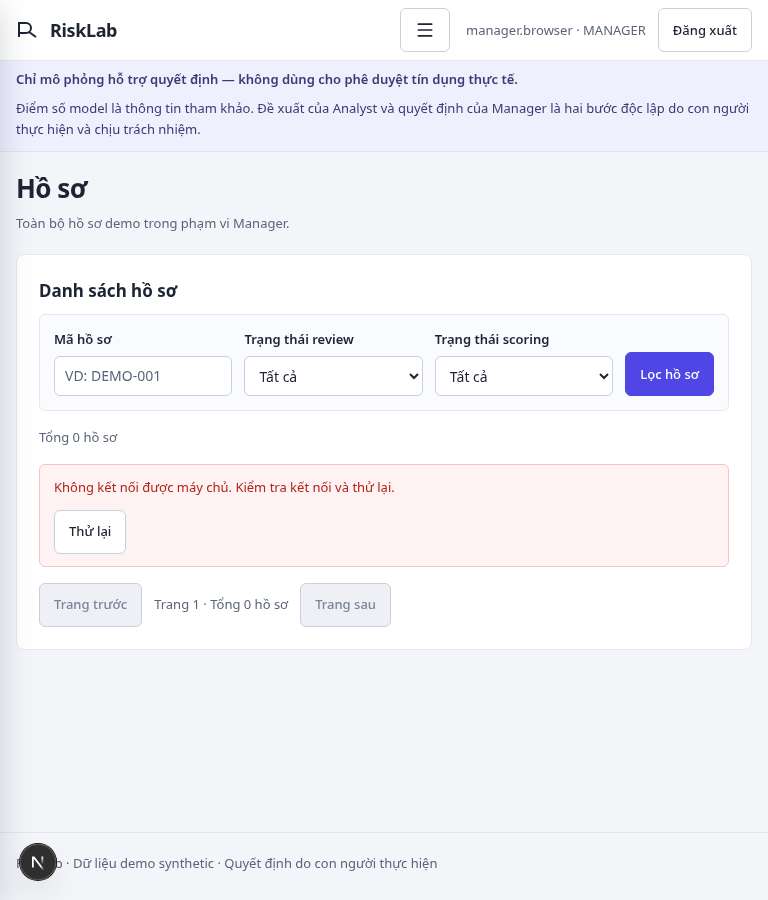 RiskLab
manager.browser · MANAGER
Đăng xuất
Chỉ mô phỏng hỗ trợ quyết định — không dùng cho phê duyệt tín dụng thực tế.
Điểm số model là thông tin tham khảo. Đề xuất của Analyst và quyết định của Manager là hai bước độc lập do con người
thực hiện và chịu trách nhiệm.
Hồ sơ
Toàn bộ hồ sơ demo trong phạm vi Manager.
Danh sách hồ sơ
Mã hồ sơ
Trạng thái review
Trạng thái scoring
VD: DEMO-001
Tất cả
Tất cả
Lọc hồ sơ
Tổng 0 hồ sơ
Không kết nối được máy chủ. Kiểm tra kết nối và thử lại.
Thử lại
Trang trước
Trang 1 · Tổng 0 hồ sơ
Trang sau
N
· Dữ liệu demo synthetic · Quyết định do con người thực hiện